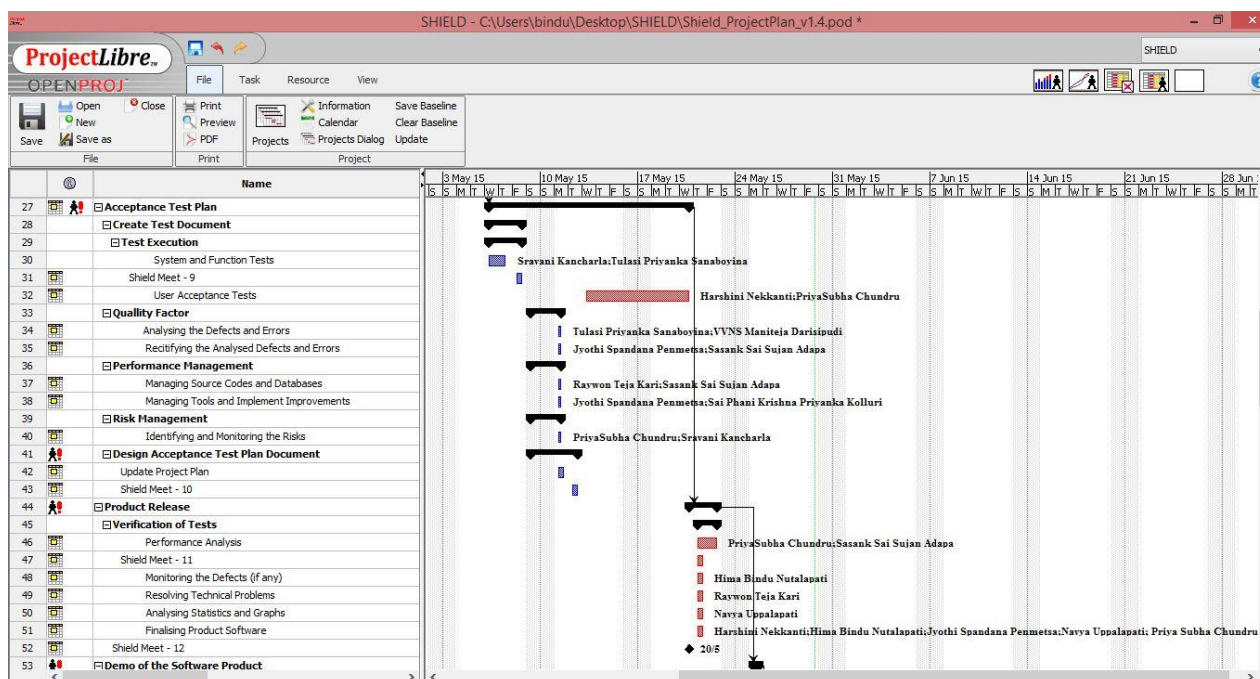 SHIELD - C:\Users\bindu\Desktop\SHIELD\Shield_ProjectPlan_v1.4.pod *
ProjectLibre™
OPENPROJ
SHIELD
File Task Resource View
Open Close Print Information Save Baseline
New Preview Calendar Clear Baseline
Save Save as PDF Projects Projects Dialog Update
File Print Project
Name
3 May 15 10 May 15 17 May 15 24 May 15 31 May 15 7 Jun 15 14 Jun 15 21 Jun 15 28 Jun
S S M T W T F S S M T W T F S S M T W T F S S M T W T F S S M T W T F S S M T W T F S S M T W T F S S M T W T F S S M T
27 Acceptance Test Plan
28 Create Test Document
29 Test Execution
30 System and Function Tests Sravani Kancharla;Tulasi Priyanka Sanaboyina
31 Shield Meet - 9
32 User Acceptance Tests Harshini Nekkanti;PriyaSubha Chundru
33 Quallity Factor
34 Analysing the Defects and Errors Tulasi Priyanka Sanaboyina;VVNS Maniteja Darisipudi
35 Recitifying the Analysed Defects and Errors Jyothi Spandana Penmetsa;Sasank Sai Sujan Adapa
36 Performance Management
37 Managing Source Codes and Databases Raywon Teja Kari;Sasank Sai Sujan Adapa
38 Managing Tools and Implement Improvements Jyothi Spandana Penmetsa;Sai Phani Krishna Priyanka Kolluri
39 Risk Management
40 Identifying and Monitoring the Risks PriyaSubha Chundru;Sravani Kancharla
41 Design Acceptance Test Plan Document
42 Update Project Plan
43 Shield Meet - 10
44 Product Release
45 Verification of Tests
46 Performance Analysis PriyaSubha Chundru;Sasank Sai Sujan Adapa
47 Shield Meet - 11
48 Monitoring the Defects (if any) Hima Bindu Nutalapati
49 Resolving Technical Problems Raywon Teja Kari
50 Analysing Statistics and Graphs Navya Uppalapati
51 Finalising Product Software Harshini Nekkanti;Hima Bindu Nutalapati;Jyothi Spandana Penmetsa;Navya Uppalapati; Priya Subha Chundru
52 Shield Meet - 12 20/5
53 Demo of the Software Product